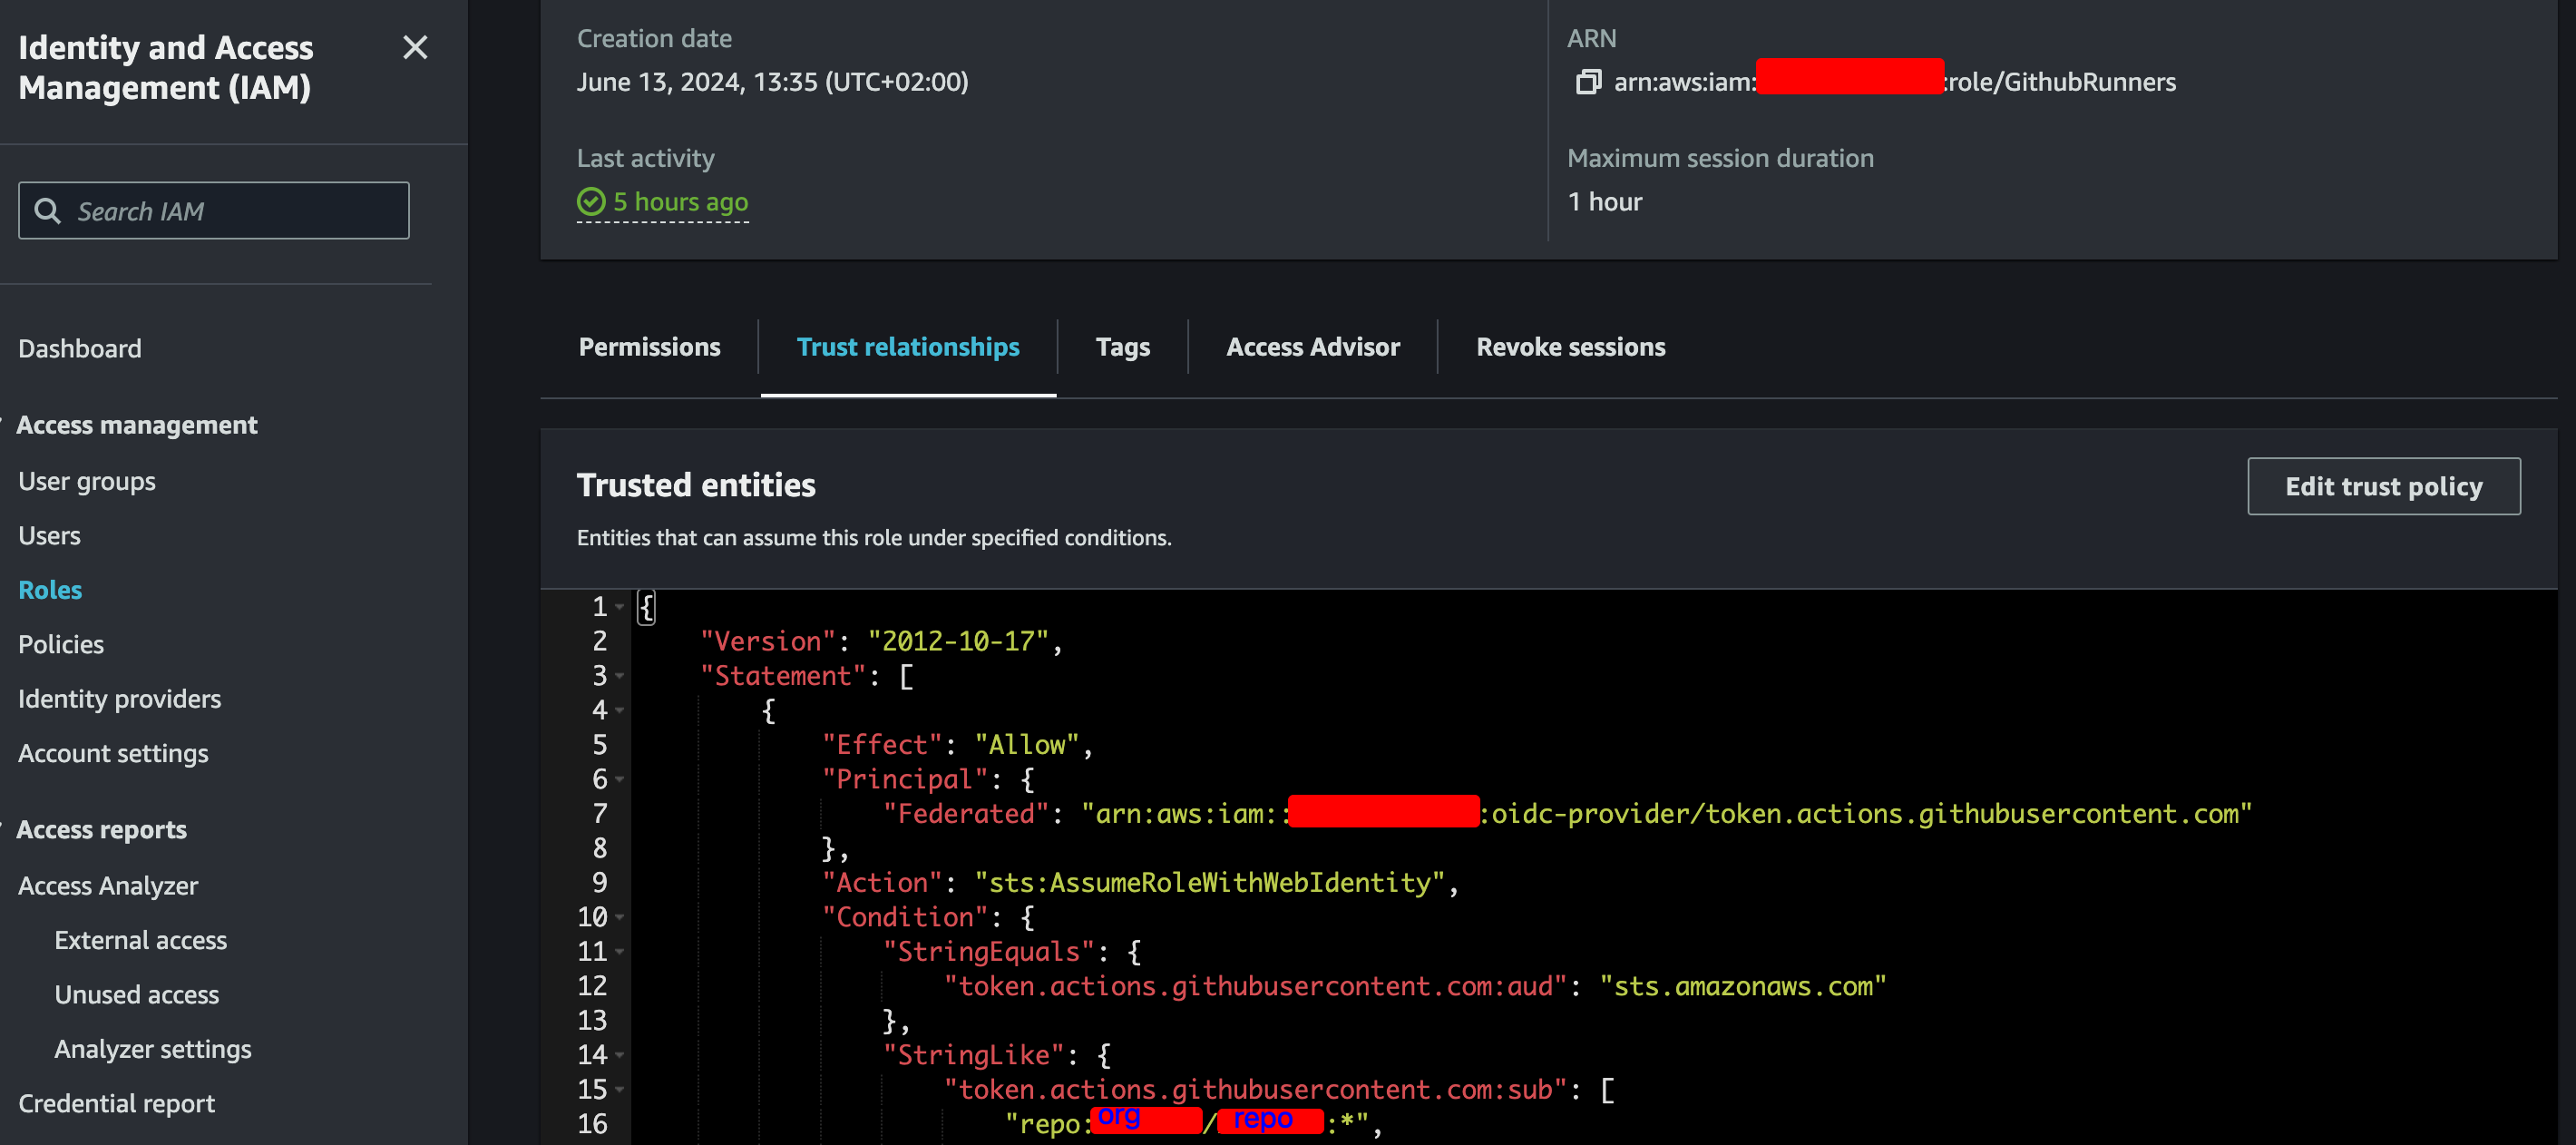 Identity and Access
Management (IAM)
Search IAM
Dashboard
Access management
User groups
Users
Roles
Policies
Identity providers
Account settings
Access reports
Access Analyzer
External access
Unused access
Analyzer settings
Credential report
Creation date
June 13, 2024, 13:35 (UTC+02:00)
Last activity
5 hours ago
ARN
arn:aws:iam: :role/GithubRunners
Maximum session duration
1 hour
Permissions
Trust relationships
Tags
Access Advisor
Revoke sessions
Trusted entities
Entities that can assume this role under specified conditions.
Edit trust policy
1 {
2 "Version": "2012-10-17",
3 "Statement": [
4 {
5 "Effect": "Allow",
6 "Principal": {
7 "Federated": "arn:aws:iam:: :oidc-provider/token.actions.githubusercontent.com"
8 },
9 "Action": "sts:AssumeRoleWithWebIdentity",
10 "Condition": {
11 "StringEquals": {
12 "token.actions.githubusercontent.com:aud": "sts.amazonaws.com"
13 },
14 "StringLike": {
15 "token.actions.githubusercontent.com:sub": [
16 "repo:org/repo:*",